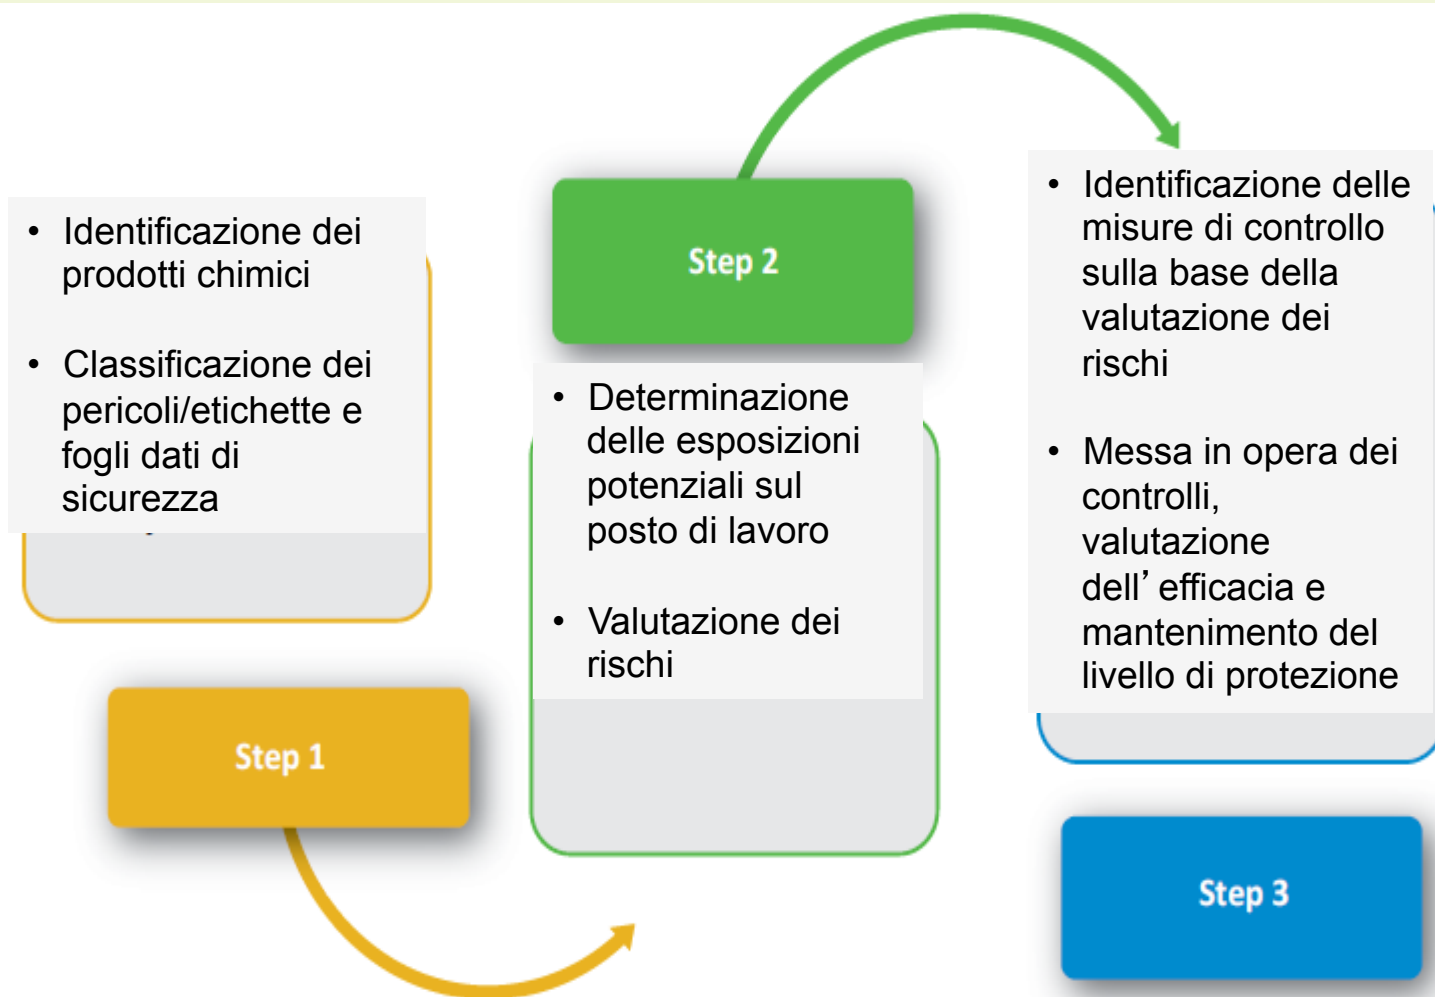 • Identificazione dei
prodotti chimici
• Classificazione dei
pericoli/etichette e
fogli dati di
sicurezza
Step 1
Step 2
• Determinazione
delle esposizioni
potenziali sul
posto di lavoro
• Valutazione dei
rischi
• Identificazione delle
misure di controllo
sulla base della
valutazione dei
rischi
• Messa in opera dei
controlli,
valutazione
dell’ efficacia e
mantenimento del
livello di protezione
Step 3